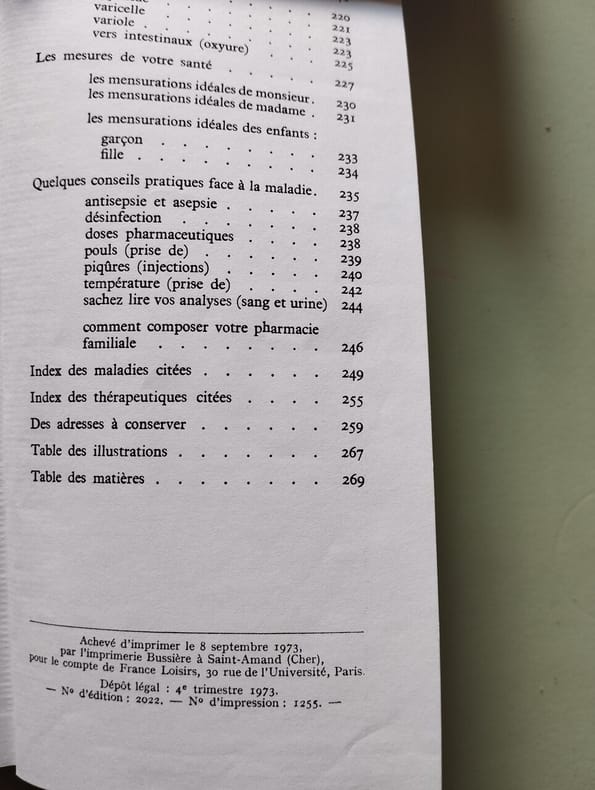 varicelle . . . . 223
variole . . . . . 223
vers intestinaux (oxyure) . . . 225
Les mesures de votre santé . . . . 227
les mensurations idéales de monsieur. 230
les mensurations idéales de madame . 231
les mensurations idéales des enfants :
garçon . . . . . . . 233
fille . . . . . . . . 234
Quelques conseils pratiques face à la maladie. 235
antisepsie et asepsie . . . . 237
désinfection . . . . . . 238
doses pharmaceutiques . . . . 238
pouls (prise de) . . . . . 239
piqûres (injections) . . . . . 240
température (prise de) . . . . 242
sachez lire vos analyses (sang et urine) 244
comment composer votre pharmacie
familiale . . . . . . . . 246
Index des maladies citées . . . . . . 249
Index des thérapeutiques citées . . . . 255
Des adresses à conserver . . . . . . 259
Table des illustrations . . . . . . . 267
Table des matières . . . . . . . . 269
Achevé d'imprimer le 8 septembre 1973,
par l'imprimerie Bussière à Saint-Amand (Cher),
pour le compte de France Loisirs, 30 rue de l'Université, Paris.
Dépôt légal : 4e trimestre 1973.
— No d'édition : 2022. — No d'impression : 1255. —